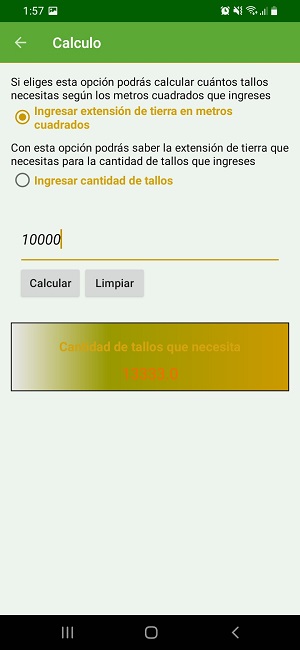 1:57
Calculo
Si eliges esta opción podrás calcular cuántos tallos
necesitas según los metros cuadrados que ingreses
Ingresar extensión de tierra en metros
cuadrados
Con esta opción podrás saber la extensión de tierra que
necesitas para la cantidad de tallos que ingreses
Ingresar cantidad de tallos
10000
Calcular Limpiar
Cantidad de tallos que necesita